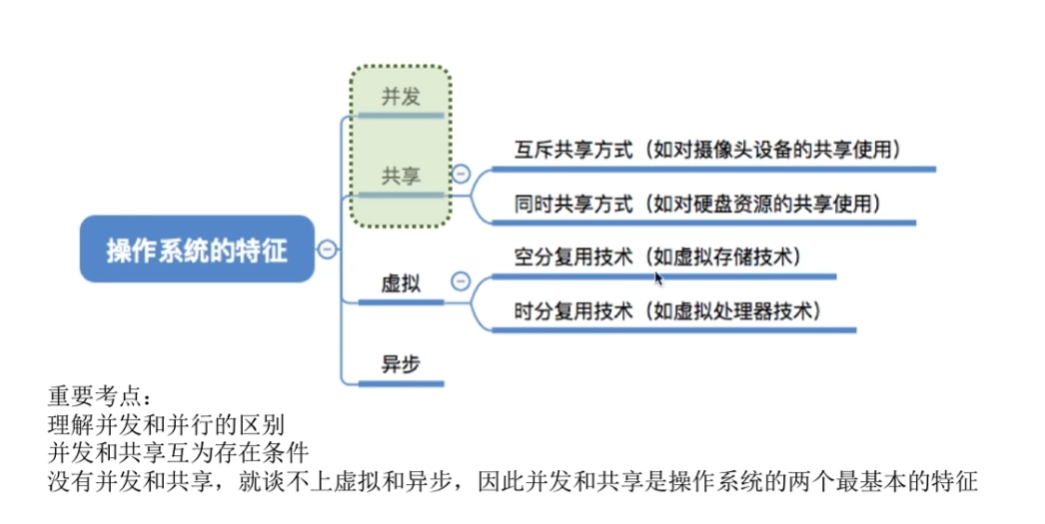 并发
共享
互斥共享方式（如对摄像头设备的共享使用）
同时共享方式（如对硬盘资源的共享使用）
操作系统的特征
虚拟
空分复用技术（如虚拟存储技术）
时分复用技术（如虚拟处理器技术）
异步
重要考点：
理解并发和并行的区别
并发和共享互为存在条件
没有并发和共享，就谈不上虚拟和异步，因此并发和共享是操作系统的两个最基本的特征